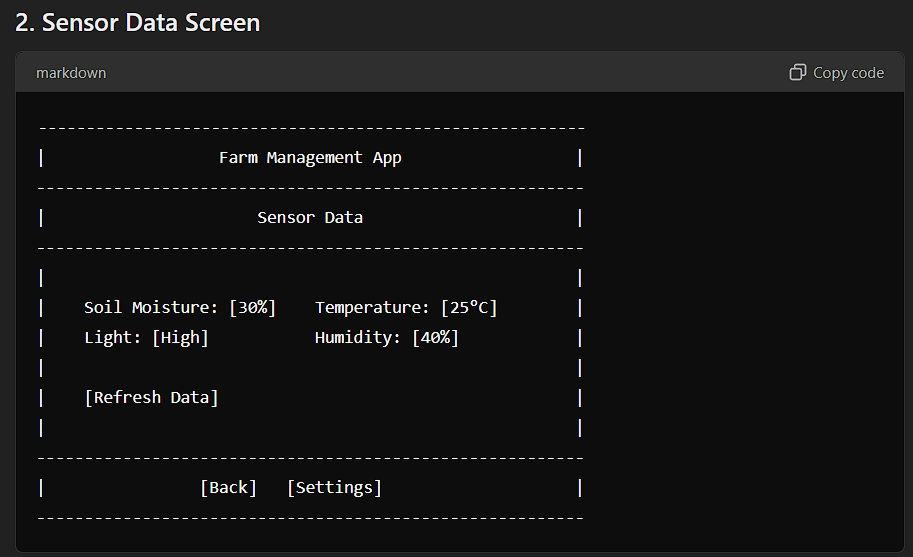 2. Sensor Data Screen
markdown
Copy code
---------------------------------------------------------
|                  Farm Management App                  |
---------------------------------------------------------
|                      Sensor Data                      |
---------------------------------------------------------
|                                                       |
|    Soil Moisture: [30%]    Temperature: [25°C]        |
|    Light: [High]           Humidity: [40%]            |
|                                                       |
|    [Refresh Data]                                     |
|                                                       |
---------------------------------------------------------
|                [Back]   [Settings]                    |
---------------------------------------------------------